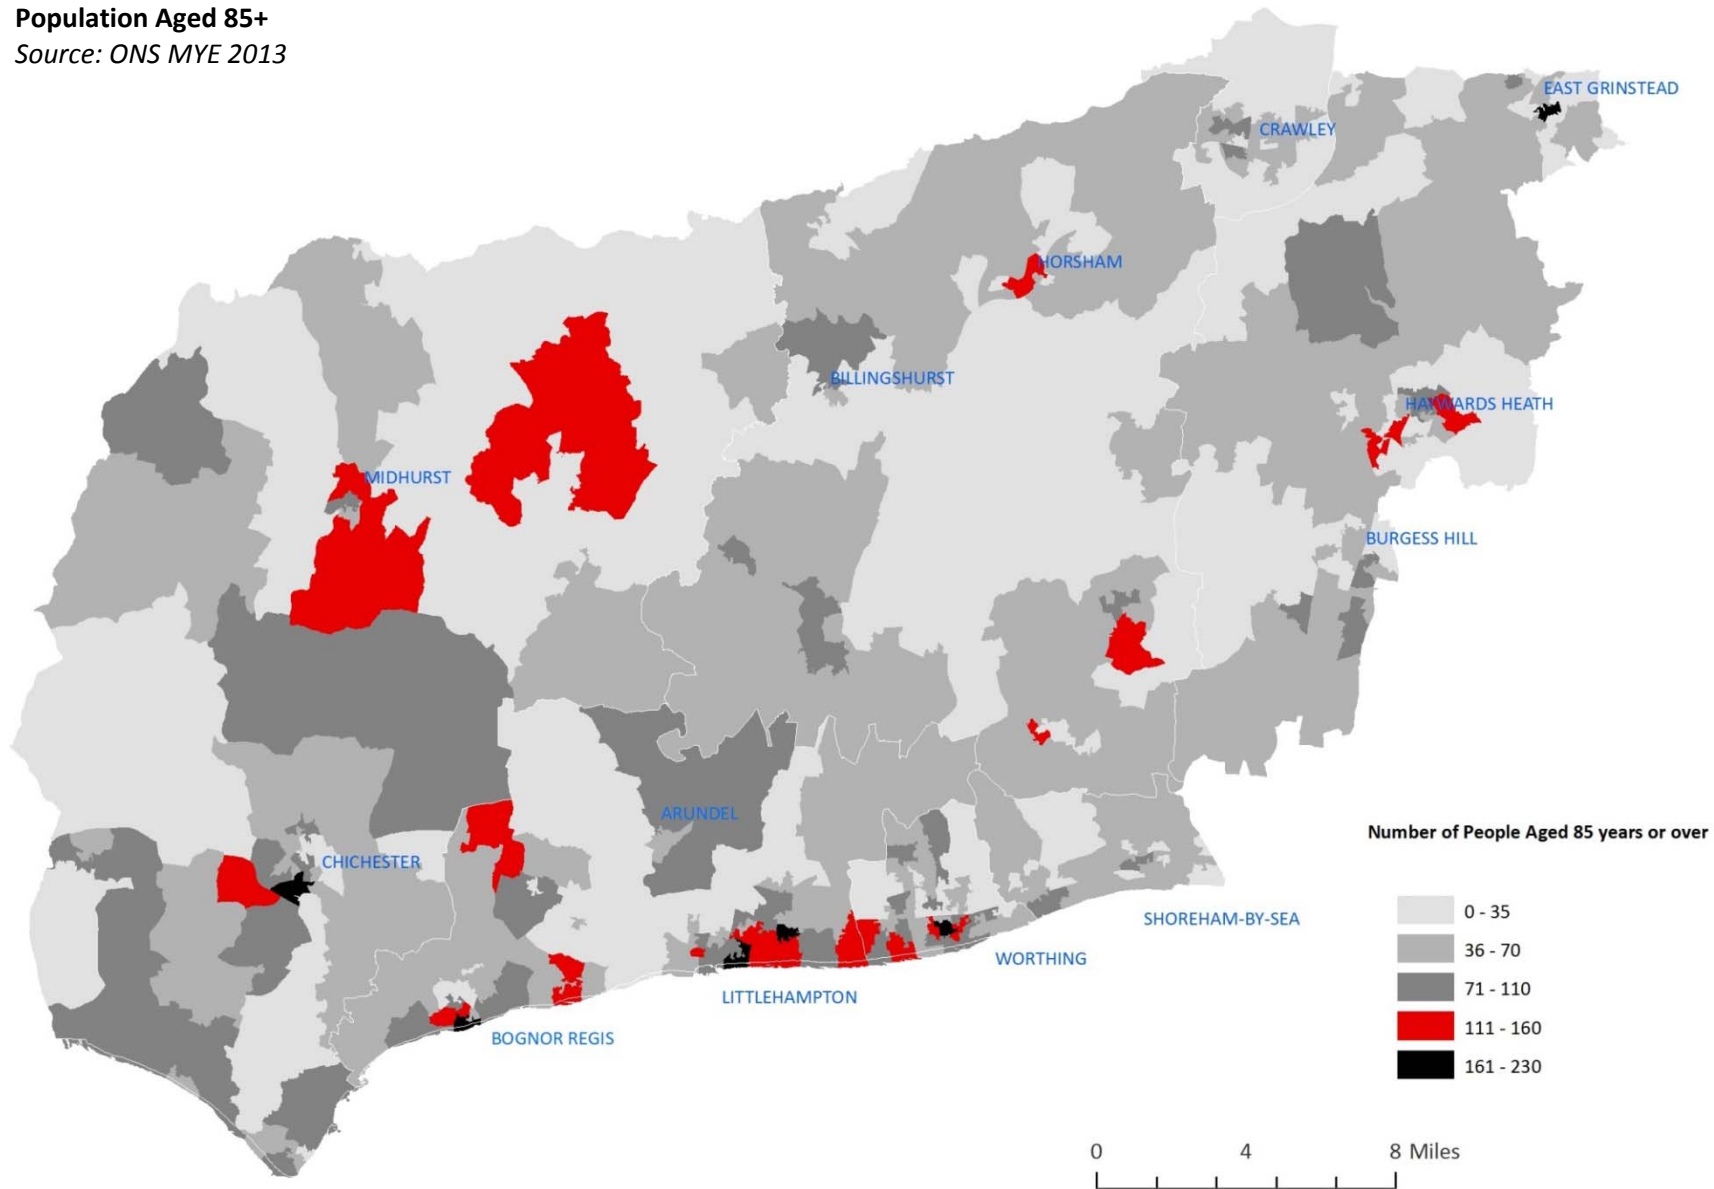 Population Aged 85+
Source: ONS MYE 2013
EAST GRINSTEAD
CRAWLEY
HORSHAM
BILLINGSHURST
HAYWARDS HEATH
MIDHURST
BURGESS HILL
ARUNDEL
CHICHESTER
SHOREHAM-BY-SEA
WORTHING
LITTLEHAMPTON
BOGNOR REGIS
Number of People Aged 85 years or over
0 - 35
36 - 70
71 - 110
111 - 160
161 - 230
0 4 8 Miles